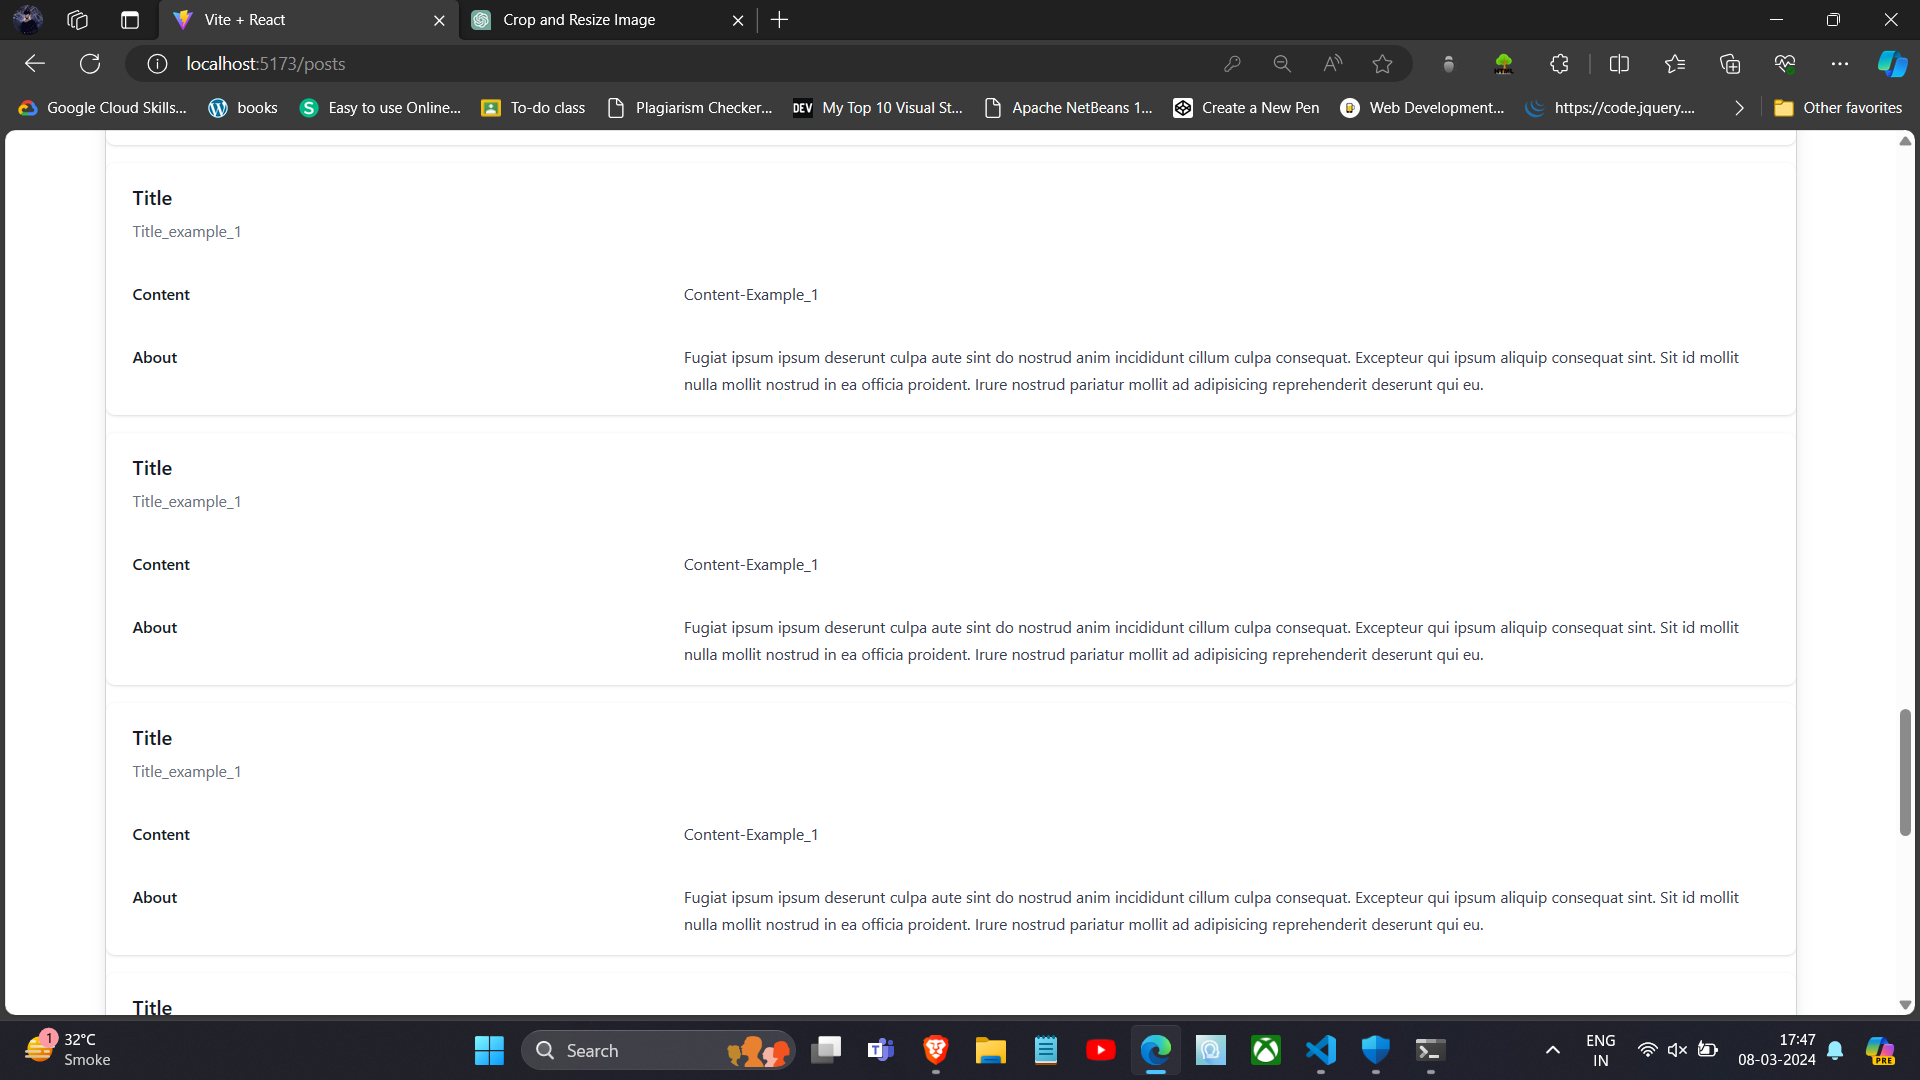 Vite + React
Crop and Resize Image
localhost:5173/posts
Google Cloud Skills...
books
Easy to use Online...
To-do class
Plagiarism Checker...
DEV My Top 10 Visual St...
Apache NetBeans 1...
Create a New Pen
Web Development...
https://code.jquery....
Other favorites
Title
Title_example_1
Content Content-Example_1
About Fugiat ipsum ipsum deserunt culpa aute sint do nostrud anim incididunt cillum culpa consequat. Excepteur qui ipsum aliquip consequat sint. Sit id mollit
nulla mollit nostrud in ea officia proident. Irure nostrud pariatur mollit ad adipisicing reprehenderit deserunt qui eu.
Title
Title_example_1
Content Content-Example_1
About Fugiat ipsum ipsum deserunt culpa aute sint do nostrud anim incididunt cillum culpa consequat. Excepteur qui ipsum aliquip consequat sint. Sit id mollit
nulla mollit nostrud in ea officia proident. Irure nostrud pariatur mollit ad adipisicing reprehenderit deserunt qui eu.
Title
Title_example_1
Content Content-Example_1
About Fugiat ipsum ipsum deserunt culpa aute sint do nostrud anim incididunt cillum culpa consequat. Excepteur qui ipsum aliquip consequat sint. Sit id mollit
nulla mollit nostrud in ea officia proident. Irure nostrud pariatur mollit ad adipisicing reprehenderit deserunt qui eu.
Title
1
32°C
Smoke
Search
ENG
IN
17:47
08-03-2024
PRE